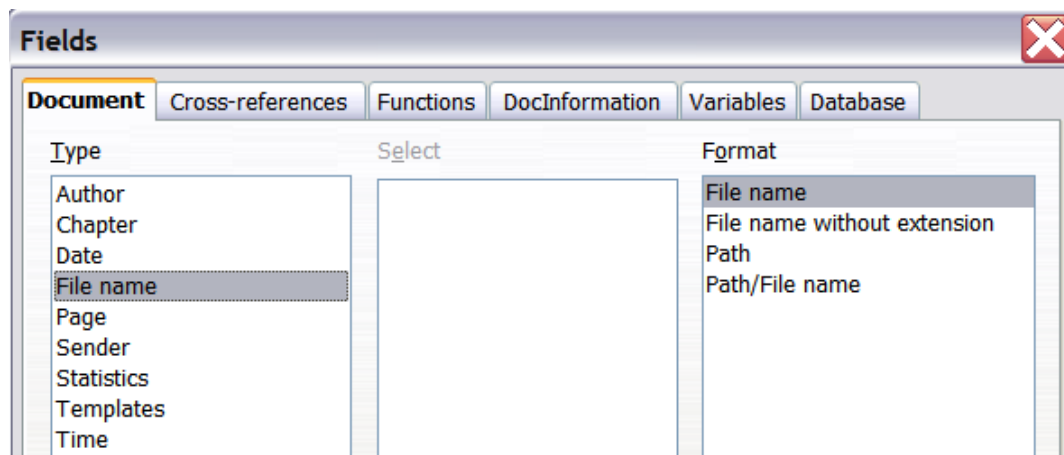 Fields
Document Cross-references Functions DocInformation Variables Database
Type
Author
Chapter
Date
File name
Page
Sender
Statistics
Templates
Time
Select
Format
File name
File name without extension
Path
Path/File name